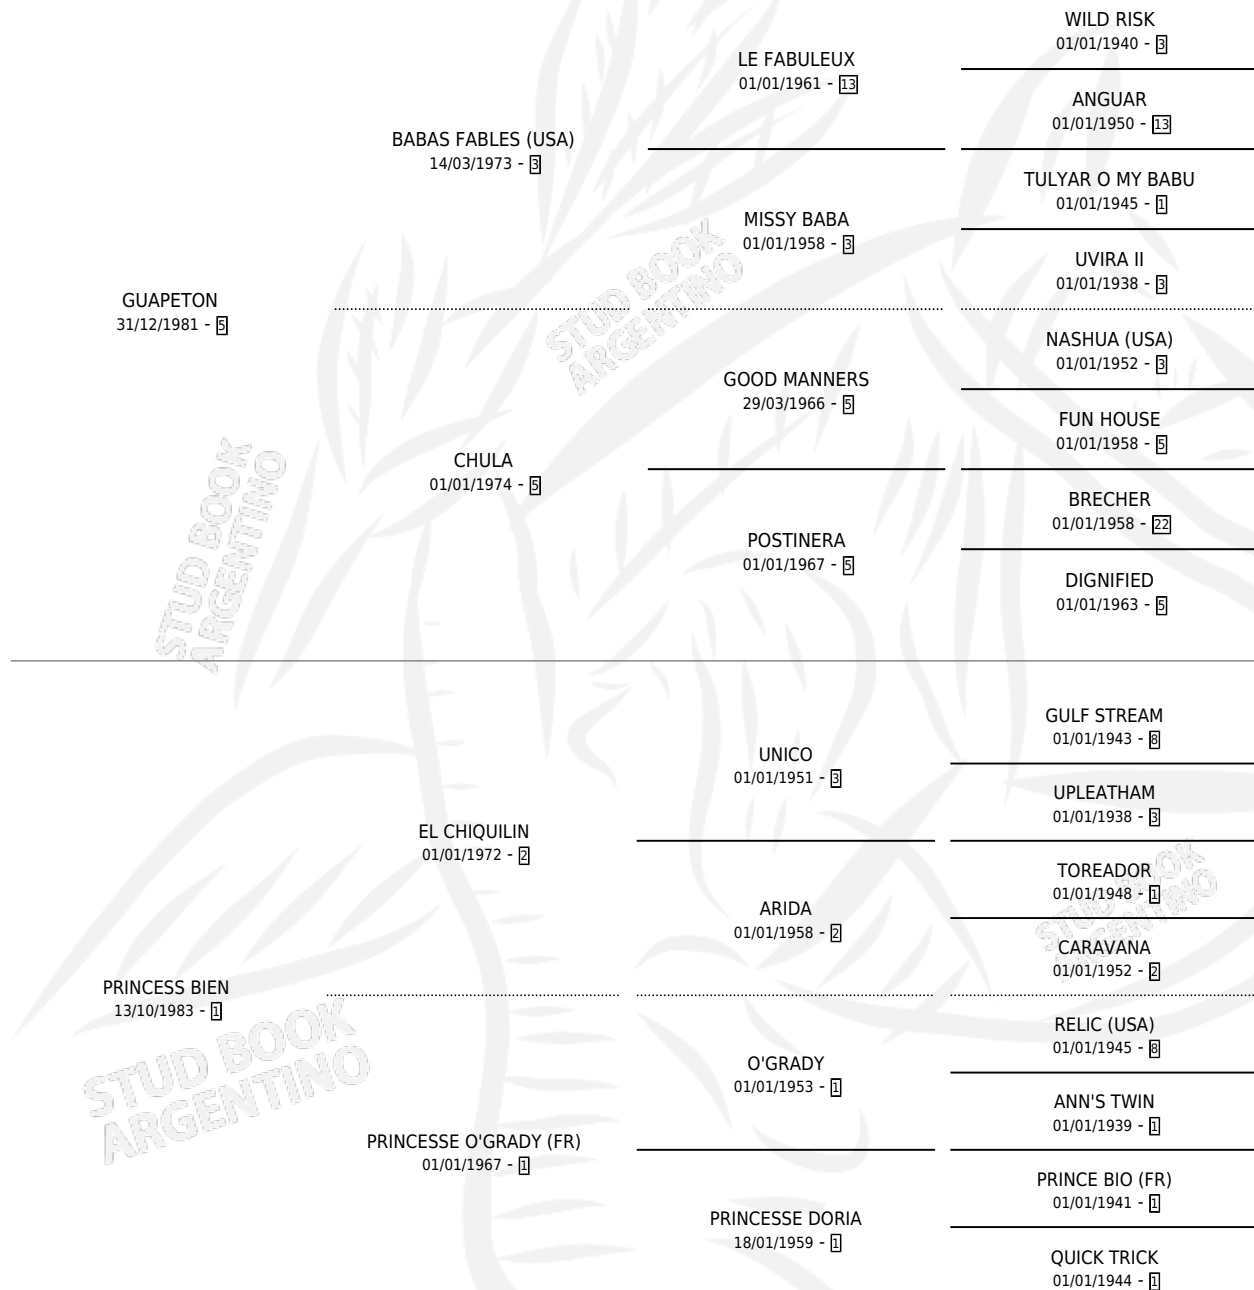 WILD RISK
01/01/1940 - 3
LE FABULEUX
01/01/1961 - 13
ANGUAR
01/01/1950 - 13
BABAS FABLES (USA)
14/03/1973 - 3
TULYAR O MY BABU
01/01/1945 - 1
MISSY BABA
01/01/1958 - 3
UVIRA II
01/01/1938 - 3
GUAPETON
31/12/1981 - 5
NASHUA (USA)
01/01/1952 - 3
GOOD MANNERS
29/03/1966 - 5
FUN HOUSE
01/01/1958 - 5
CHULA
01/01/1974 - 5
BRECHER
01/01/1958 - 22
POSTINERA
01/01/1967 - 5
DIGNIFIED
01/01/1963 - 5
GULF STREAM
01/01/1943 - 8
UNICO
01/01/1951 - 3
UPLEATHAM
01/01/1938 - 3
EL CHIQUILIN
01/01/1972 - 2
TOREADOR
01/01/1948 - 1
ARIDA
01/01/1958 - 2
CARAVANA
01/01/1952 - 2
PRINCESS BIEN
13/10/1983 - 1
RELIC (USA)
01/01/1945 - 8
O'GRADY
01/01/1953 - 1
ANN'S TWIN
01/01/1939 - 1
PRINCESSE O'GRADY (FR)
01/01/1967 - 1
PRINCE BIO (FR)
01/01/1941 - 1
PRINCESSE DORIA
18/01/1959 - 1
QUICK TRICK
01/01/1944 - 1
STUD BOOK
ARGENTINO
STUD BOOK
ARGENTINO
STUD BOOK
ARGENTINO
STUD BOOK
ARGENTINO